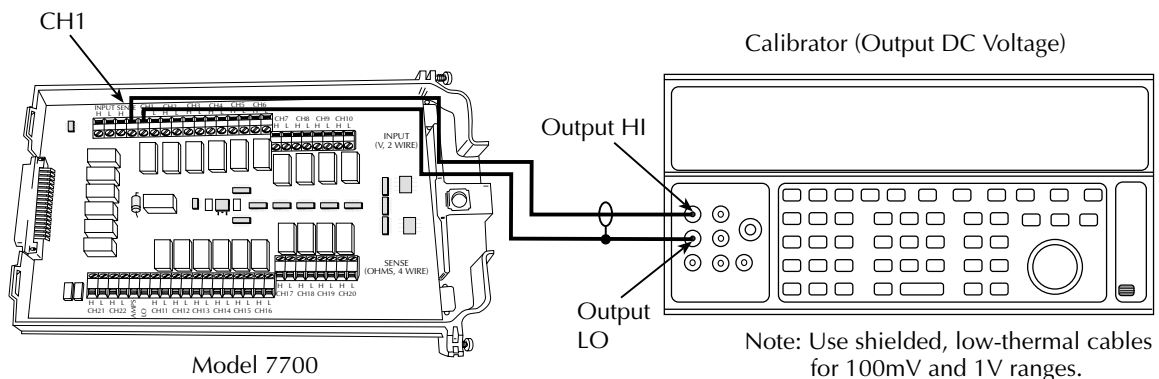 CH1
Calibrator (Output DC Voltage)
INPUT SENSE CH1 CH2 CH3 CH4 CH5 CH6
H L H L H L H L H L H L H L H L
CH7 CH8 CH9 CH10
H L H L H L H L
INPUT
(V, 2 WIRE)
Output HI
SENSE
(OHMS, 4 WIRE)
H L H L H L H L
CH17 CH18 CH19 CH20
H L H L AMPS LO H L H L H L H L H L H L
CH21 CH22 CH11 CH12 CH13 CH14 CH15 CH16
Output
LO
Model 7700
Note: Use shielded, low-thermal cables
for 100mV and 1V ranges.